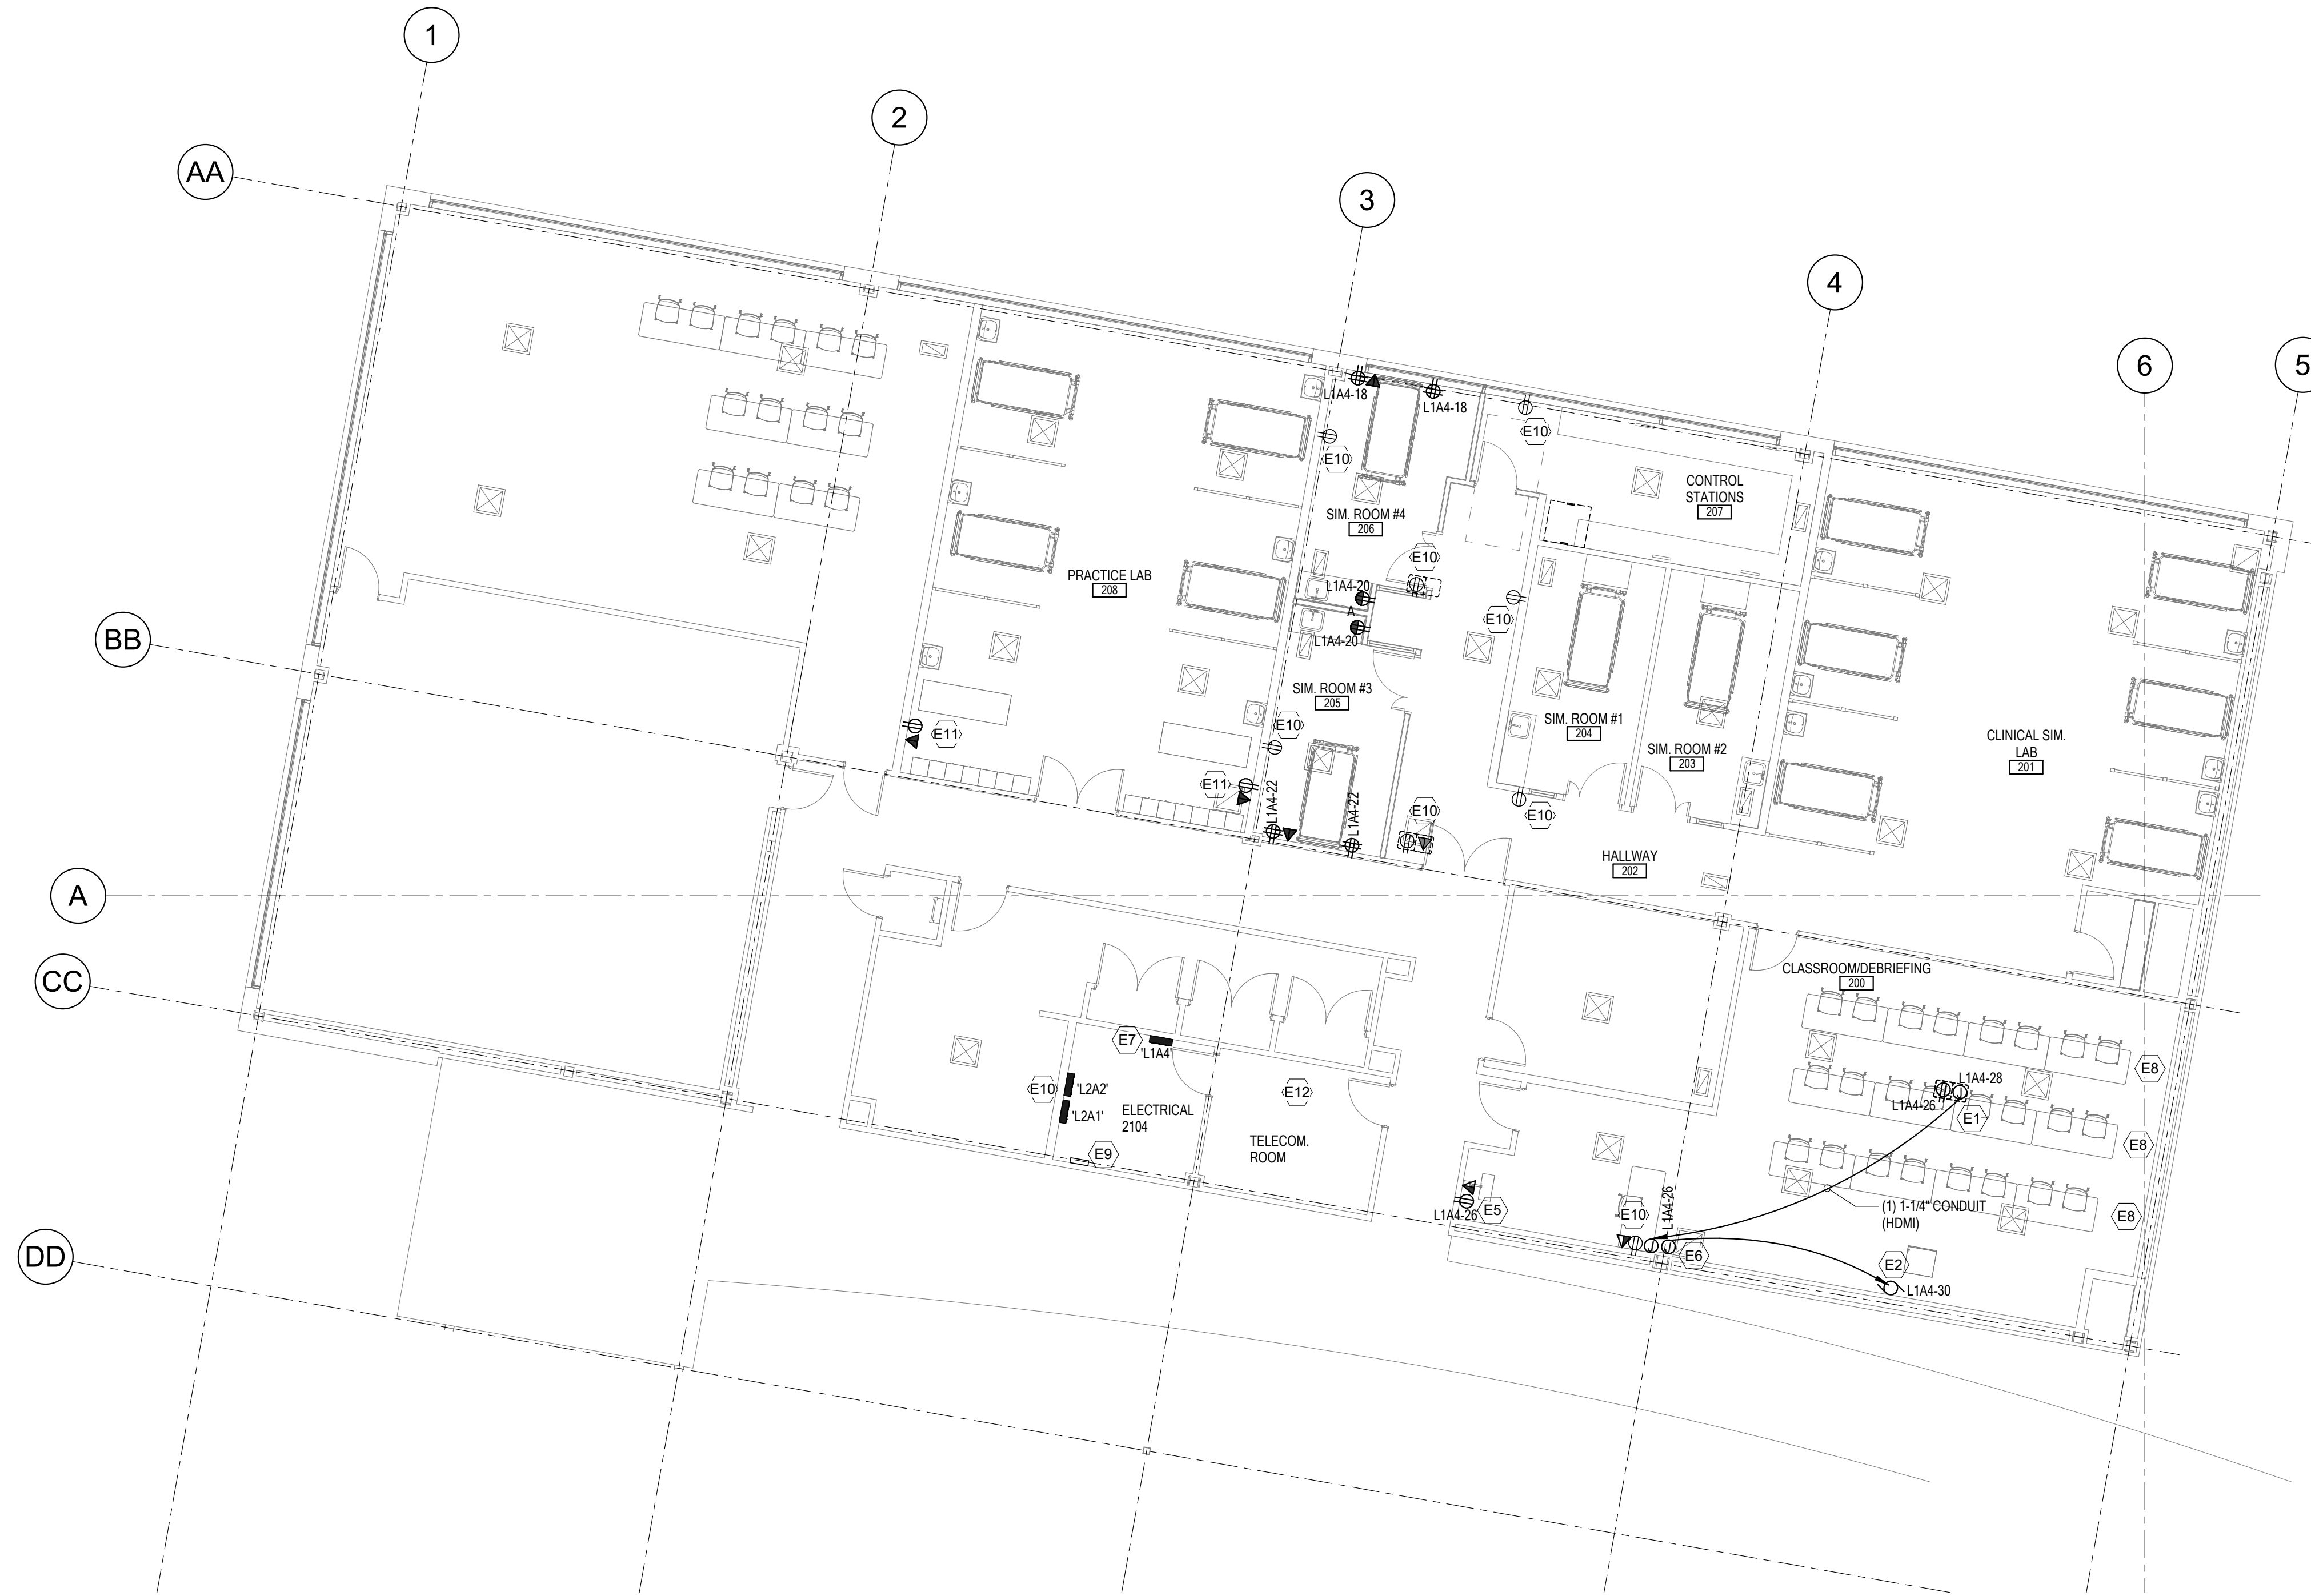 1
2
AA
3
4
6
5
L1A4-18
L1A4-18
E10
E10
CONTROL
STATIONS
207
SIM. ROOM #4
206
E10
PRACTICE LAB
208
L1A4-20
A
L1A4-20
E10
BB
SIM. ROOM #3
205
SIM. ROOM #1
204
SIM. ROOM #2
203
CLINICAL SIM.
LAB
201
E11
E10
E11
L1A4-22
L1A4-22
E10
E10
HALLWAY
202
A
CC
CLASSROOM/DEBRIEFING
200
E7
'L1A4'
E10
'L2A2'
'L2A1'
ELECTRICAL
2104
E12
E9
TELECOM.
ROOM
E8
L1A4-28
L1A4-26
E1
E8
L1A4-26
E5
E10
L1A4-26
(1) 1-1/4" CONDUIT
(HDMI)
E8
E6
E2
L1A4-30
DD